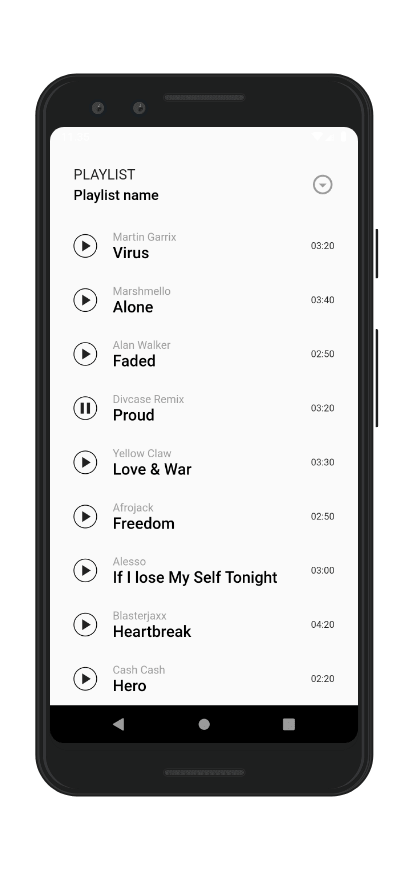 PLAYLIST
Playlist name
Martin Garrix
Virus
03:20
Marshmello
Alone
03:40
Alan Walker
Faded
02:50
Divcase Remix
Proud
03:20
Yellow Claw
Love & War
03:30
Afrojack
Freedom
02:50
Alesso
If I lose My Self Tonight
03:00
Blasterjaxx
Heartbreak
04:20
Cash Cash
Hero
02:20